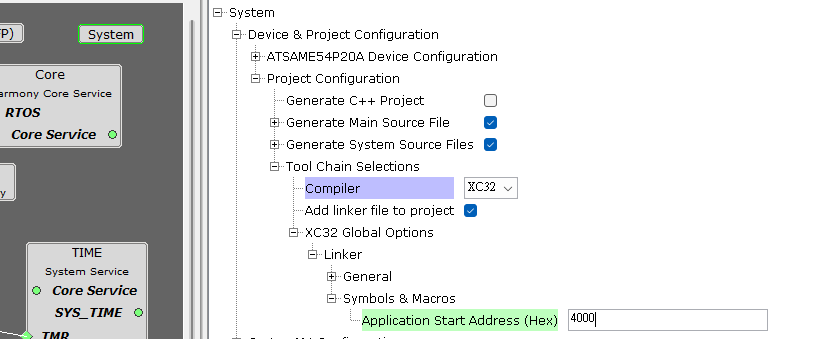 P)
System
Core
armony Core Service
RTOS
Core Service
y
TIME
System Service
Core Service
SYS_TIME
TMR
System
Device & Project Configuration
ATSAME54P20A Device Configuration
Project Configuration
Generate C++ Project
Generate Main Source File
Generate System Source Files
Tool Chain Selections
Compiler XC32
Add linker file to project
XC32 Global Options
Linker
General
Symbols & Macros
Application Start Address (Hex) 4000